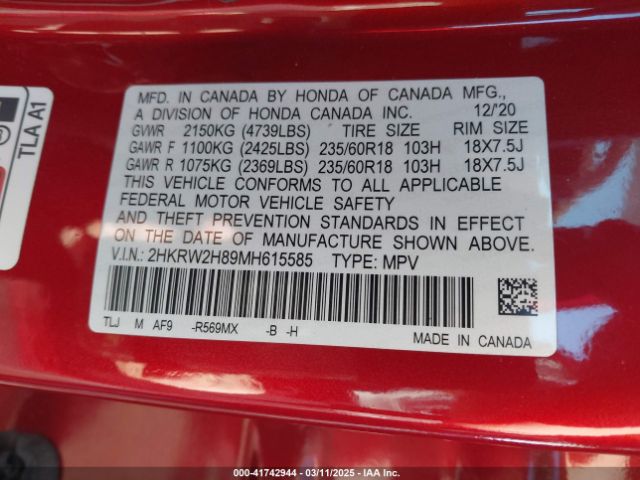 TLA A1
MFD. IN CANADA BY HONDA OF CANADA MFG.,
A DIVISION OF HONDA CANADA INC. 12/'20
GVWR 2150KG (4739LBS) TIRE SIZE RIM SIZE
GAWR F 1100KG (2425LBS) 235/60R18 103H 18X7.5J
GAWR R 1075KG (2369LBS) 235/60R18 103H 18X7.5J
THIS VEHICLE CONFORMS TO ALL APPLICABLE
FEDERAL MOTOR VEHICLE SAFETY
AND THEFT PREVENTION STANDARDS IN EFFECT
ON THE DATE OF MANUFACTURE SHOWN ABOVE.
V.I.N.: 2HKRW2H89MH615585 TYPE: MPV
TLJ M AF9 -R569MX -B -H
MADE IN CANADA
000-41742944 / 03/11/2025 / IAA